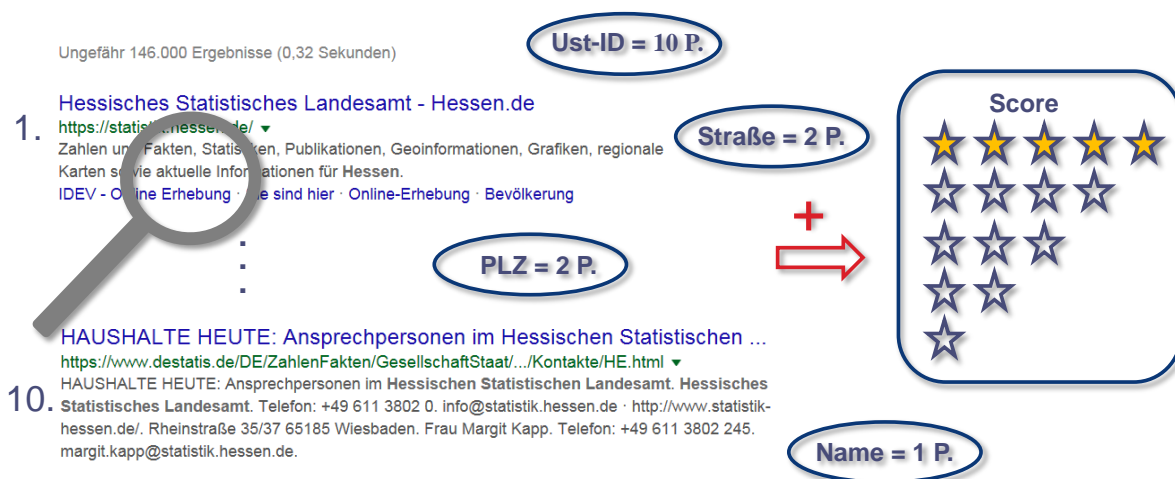 Ungefähr 146.000 Ergebnisse (0,32 Sekunden)
Ust-ID = 10 P.
1.
Hessisches Statistisches Landesamt - Hessen.de
https://statistik.hessen.de/
Zahlen und Fakten, Statistiken, Publikationen, Geoinformationen, Grafiken, regionale
Karten sowie aktuelle Informationen für Hessen.
IDEV - Online Erhebung · Sie sind hier · Online-Erhebung · Bevölkerung
Straße = 2 P.
Score
+
PLZ = 2 P.
10.
HAUSHALTE HEUTE: Ansprechpersonen im Hessischen Statistischen ...
https://www.destatis.de/DE/ZahlenFakten/GesellschaftStaat/.../Kontakte/HE.html
HAUSHALTE HEUTE: Ansprechpersonen im Hessischen Statistischen Landesamt. Hessisches
Statistisches Landesamt. Telefon: +49 611 3802 0. info@statistik.hessen.de · http://www.statistik-
hessen.de/. Rheinstraße 35/37 65185 Wiesbaden. Frau Margit Kapp. Telefon: +49 611 3802 245.
margit.kapp@statistik.hessen.de.
Name = 1 P.